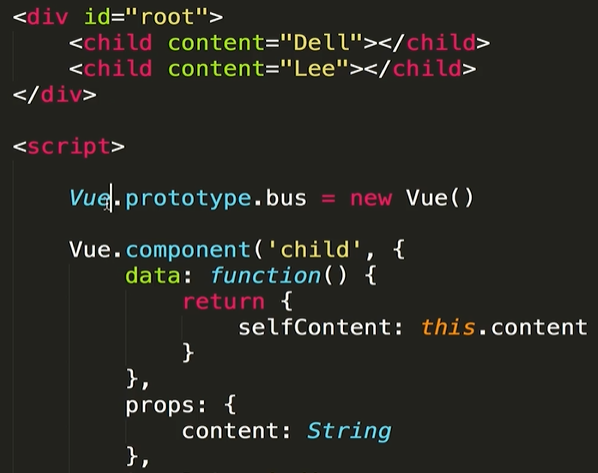 <div id="root">
    <child content="Dell"></child>
    <child content="Lee"></child>
</div>

<script>

    Vue.prototype.bus = new Vue()

    Vue.component('child', {
        data: function() {
            return {
                selfContent: this.content
            }
        },
        props: {
            content: String
        },